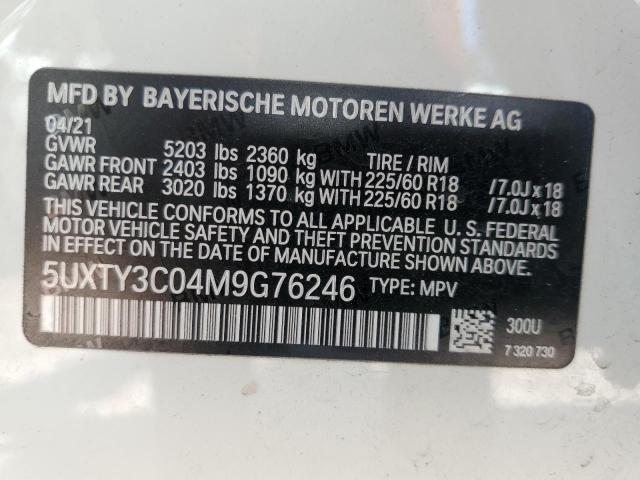 MFD BY BAYERISCHE MOTOREN WERKE AG
04/21
GVWR 5203 lbs 2360 kg TIRE / RIM
GAWR FRONT 2403 lbs 1090 kg WITH 225/60 R18 /7.0J x 18
GAWR REAR 3020 lbs 1370 kg WITH 225/60 R18 /7.0J x 18
THIS VEHICLE CONFORMS TO ALL APPLICABLE U. S. FEDERAL
MOTOR VEHICLE SAFETY AND THEFT PREVENTION STANDARDS
IN EFFECT ON THE DATE OF MANUFACTURE SHOWN ABOVE.
5UXTY3C04M9G76246 TYPE: MPV
300U
7 320 730